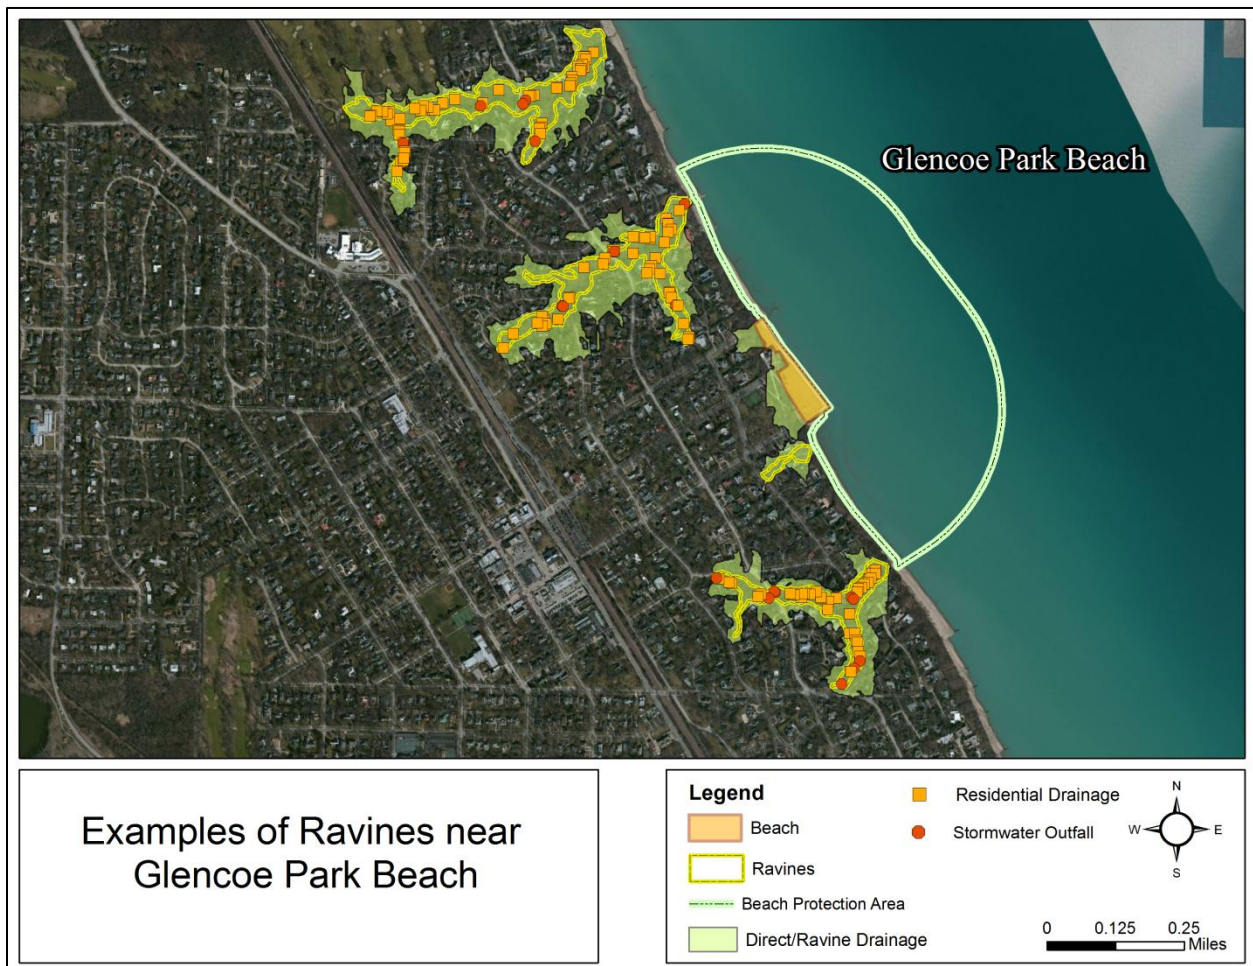 Glencoe Park Beach
Examples of Ravines near
Glencoe Park Beach
Legend
Beach
Ravines
Beach Protection Area
Direct/Ravine Drainage
Residential Drainage
Stormwater Outfall
N
W E
S
0 0.125 0.25
Miles